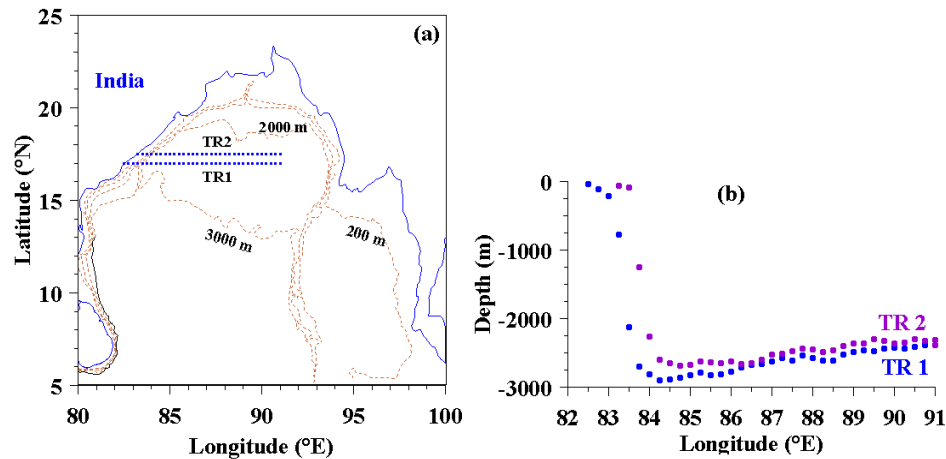 (a)
India
2000 m
TR2
TR1
3000 m
200 m
25
20
15
10
5
Latitude (°N)
80
85
90
95
100
Longitude (°E)
(b)
0
-1000
-2000
-3000
Depth (m)
TR 2
TR 1
82
83
84
85
86
87
88
89
90
91
Longitude (°E)